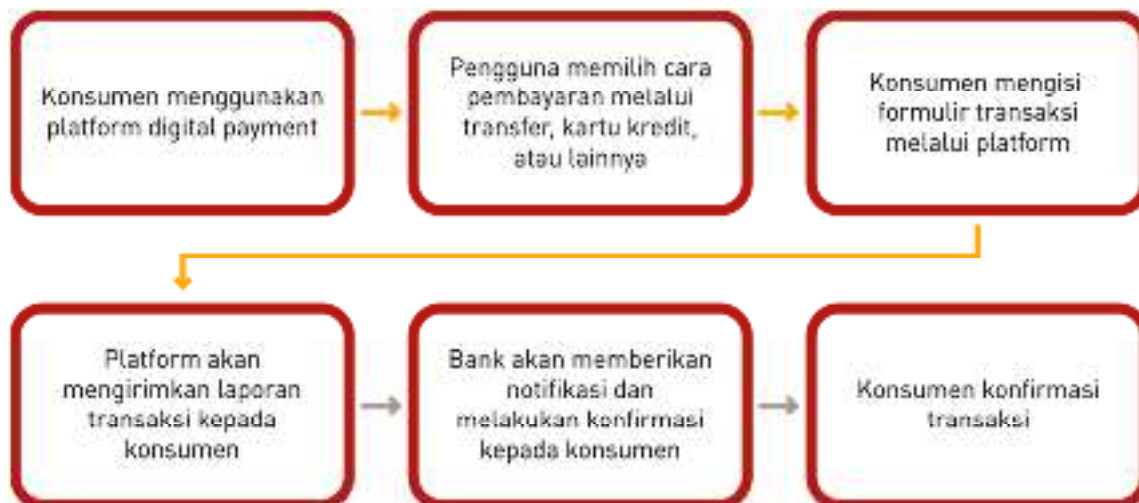 Konsumen menggunakan
platform digital payment
Pengguna memilih cara
pembayaran melalui
transfer, kartu kredit,
atau lainnya
Konsumen mengisi
formulir transaksi
melalui platform
Platform akan
mengirimkan laporan
transaksi kepada
konsumen
Bank akan memberikan
notifikasi dan
melakukan konfirmasi
kepada konsumen
Konsumen konfirmasi
transaksi